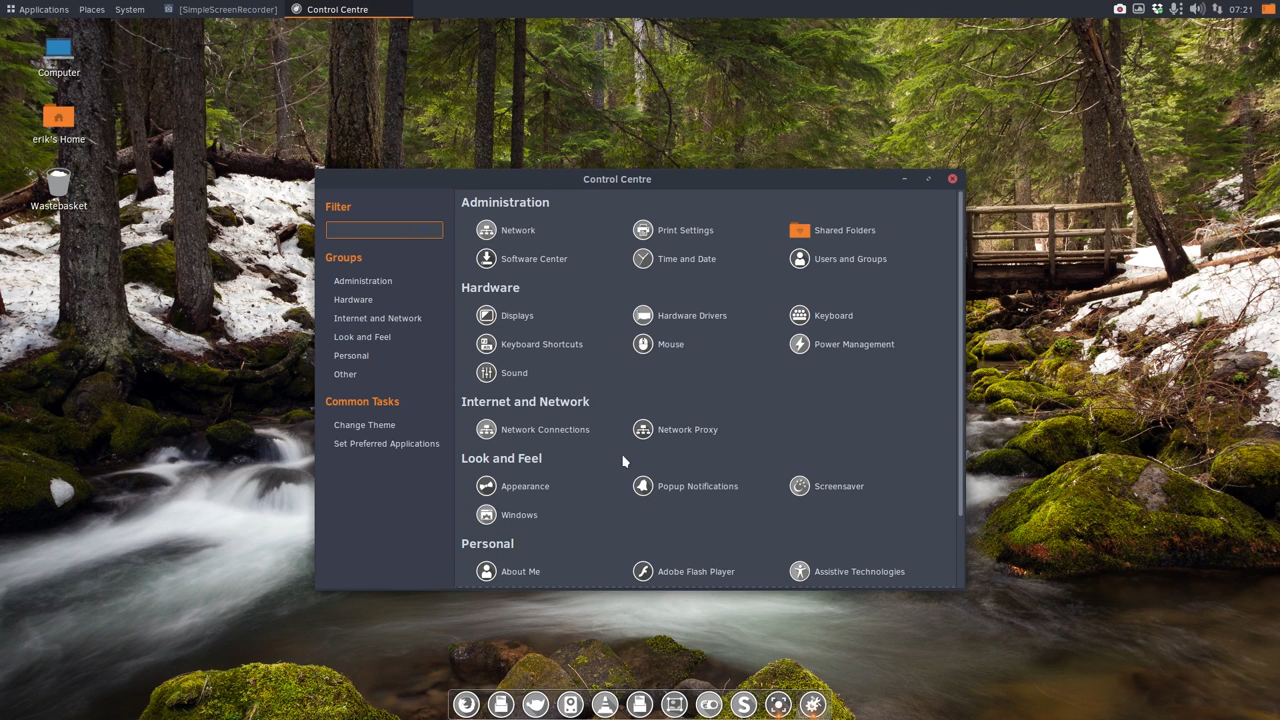 Applications Places System [SimpleScreenRecorder] Control Centre 07:21
Computer
erik's Home
Wastebasket
Control Centre
Filter
Groups
Administration
Hardware
Internet and Network
Look and Feel
Personal
Other
Common Tasks
Change Theme
Set Preferred Applications
Administration
Network Print Settings Shared Folders
Software Center Time and Date Users and Groups
Hardware
Displays Hardware Drivers Keyboard
Keyboard Shortcuts Mouse Power Management
Sound
Internet and Network
Network Connections Network Proxy
Look and Feel
Appearance Popup Notifications Screensaver
Windows
Personal
About Me Adobe Flash Player Assistive Technologies
S